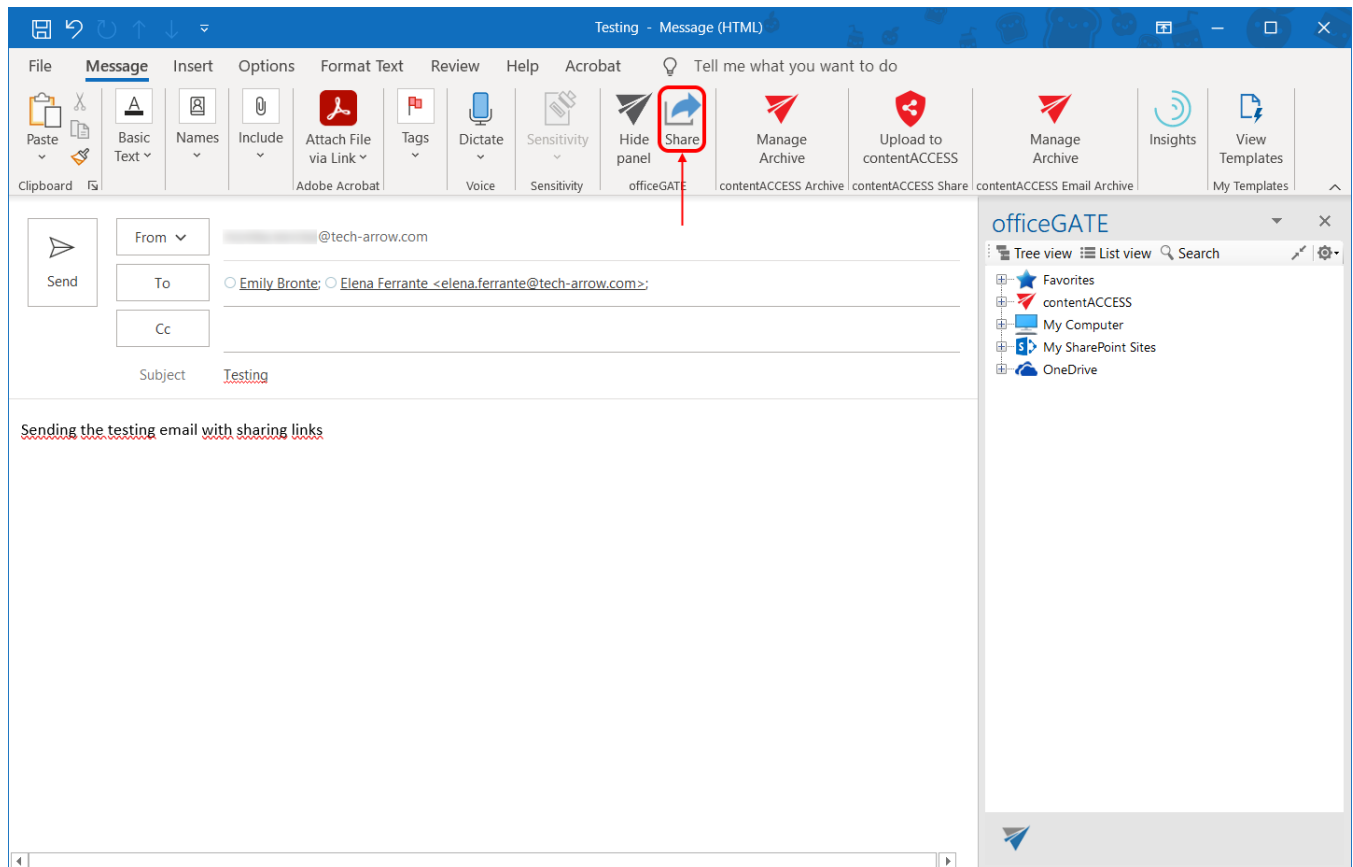 Testing - Message (HTML)
File Message Insert Options Format Text Review Help Acrobat Tell me what you want to do
Paste
Basic Text
Names
Include
Attach File via Link
Tags
Dictate
Sensitivity
Hide panel
Share
Manage Archive
Upload to contentACCESS
Manage Archive
Insights
View Templates
Clipboard Adobe Acrobat Voice Sensitivity officeGATE contentACCESS Archive contentACCESS Share contentACCESS Email Archive My Templates
Send
From @tech-arrow.com
To Emily Bronte; Elena Ferrante <elena.ferrante@tech-arrow.com>;
Cc
Subject Testing
Sending the testing email with sharing links
officeGATE
Tree view List view Search
Favorites
contentACCESS
My Computer
My SharePoint Sites
OneDrive